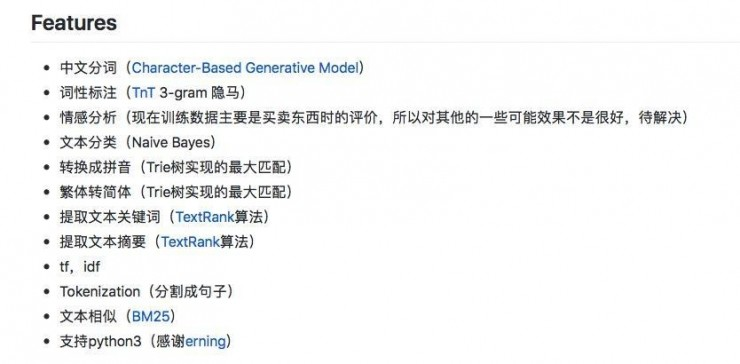 Features
中文分词（Character-Based Generative Model）
词性标注（TnT 3-gram 隐马）
情感分析（现在训练数据主要是买卖东西时的评价，所以对其他的一些可能效果不是很好，待解决）
文本分类（Naive Bayes）
转换成拼音（Trie树实现的最大匹配）
繁体转简体（Trie树实现的最大匹配）
提取文本关键词（TextRank算法）
提取文本摘要（TextRank算法）
tf，idf
Tokenization（分割成句子）
文本相似（BM25）
支持python3（感谢erning）